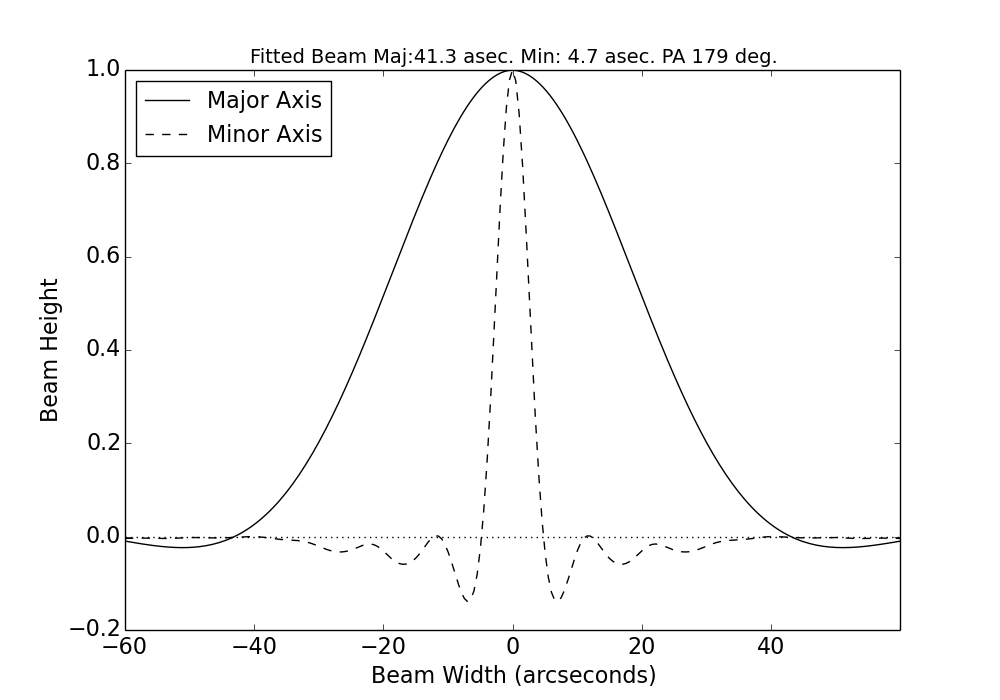 Fitted Beam Maj:41.3 asec. Min: 4.7 asec. PA 179 deg.
Major Axis
Minor Axis
1.0
0.8
0.6
0.4
0.2
0.0
−0.2
Beam Height
−60
−40
−20
0
20
40
Beam Width (arcseconds)